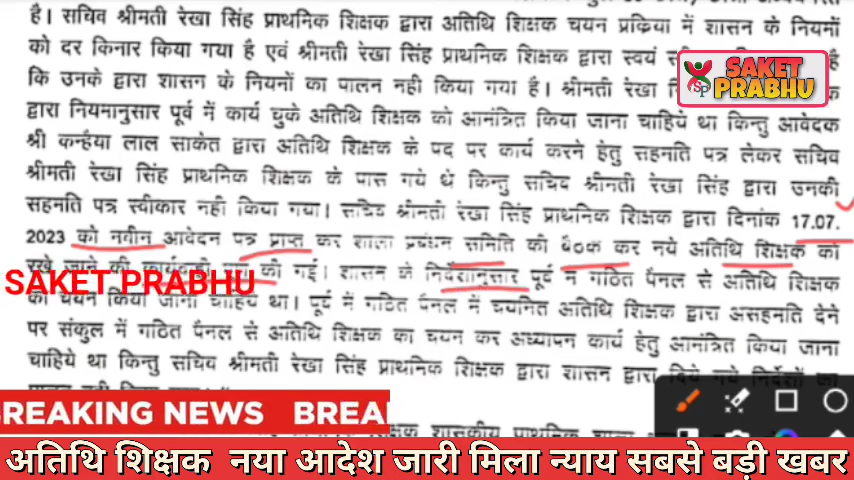 है। सचिव श्रीमती रेखा सिंह प्राथमिक शिक्षक द्वारा अतिथि शिक्षक चयन प्रक्रिया में शासन के नियमों
को दर किनार किया गया है एवं श्रीमती रेखा सिंह प्राथमिक शिक्षक द्वारा स्वयं है
कि उनके द्वारा शासन के नियमों का पालन नही किया गया है। श्रीमती रेखा
द्वारा नियमानुसार पूर्व में कार्य चुके अतिथि शिक्षक को आमंत्रित किया जाना चाहिये था किन्तु आवेदक
श्री कन्हैया लाल साकेत द्वारा अतिथि शिक्षक के पद पर कार्य करने हेतु सहमति पत्र लेकर सचिव
श्रीमती रेखा सिंह प्राथमिक शिक्षक के पास गये थे किन्तु सचिव श्रीमती रेखा सिंह द्वारा उनकी
सहमति पत्र स्वीकार नही किया गया। सचिव श्रीमती रेखा सिंह प्राथमिक शिक्षक द्वारा दिनांक 17.07.
2023 को नवीन आवेदन पत्र प्राप्त कर शाला प्रबंधन समिति की बैठक कर नये अतिथि शिक्षक को
रखे जाने की कार्यवाही की गई। शासन के निर्देशानुसार पूर्व में गठित पैनल से अतिथि शिक्षक
का चयन किया जाना चाहिये था। पूर्व में गठित पैनल में चयनित अतिथि शिक्षक द्वारा असहमति देने
पर संकुल में गठित पैनल से अतिथि शिक्षक का चयन कर अध्यापन कार्य हेतु आमंत्रित किया जाना
चाहिये था किन्तु सचिव श्रीमती रेखा सिंह प्राथमिक शिक्षक द्वारा शासन द्वारा दिये गये निर्देशों का
शिक्षक शासकीय प्राथमिक शाला
SAKET
PRABHU
SP
SAKET PRABHU
BREAKING NEWS BREA
अतिथि शिक्षक नया आदेश जारी मिला न्याय सबसे बड़ी खबर